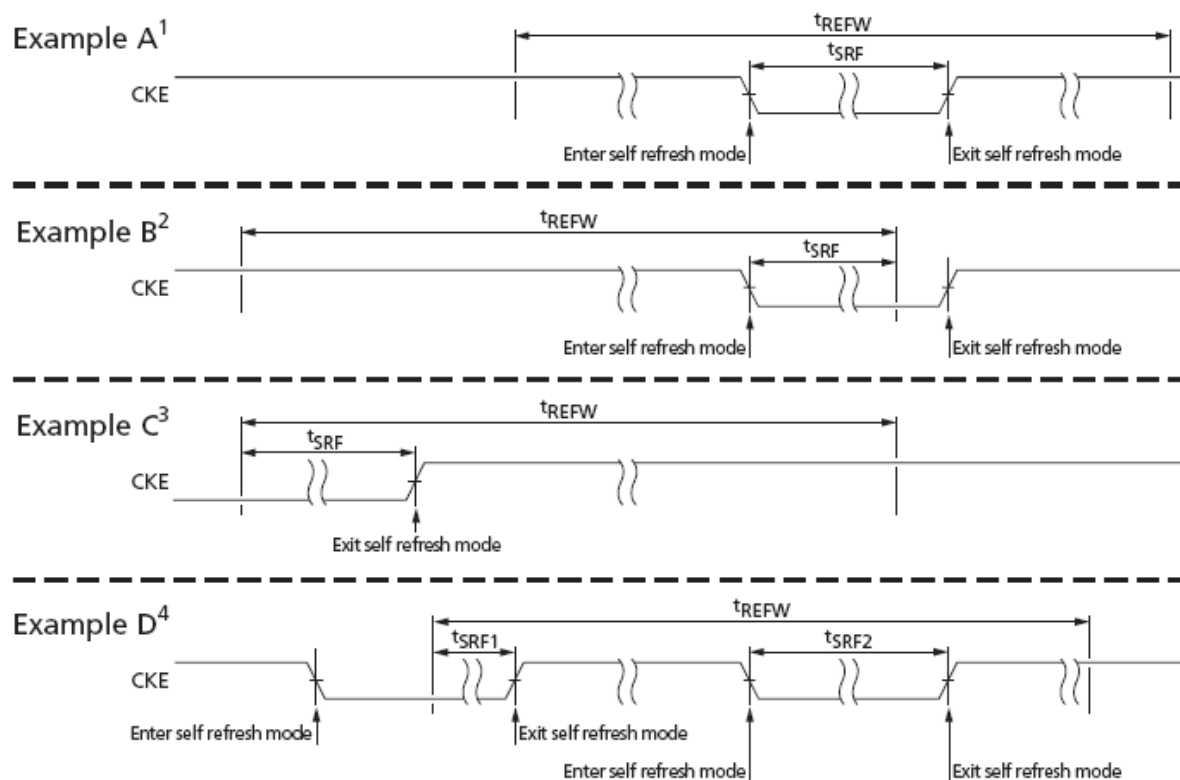 Example A¹
tREFW
tSRF
CKE
Enter self refresh mode
Exit self refresh mode
Example B²
tREFW
tSRF
CKE
Enter self refresh mode
Exit self refresh mode
Example C³
tREFW
tSRF
CKE
Exit self refresh mode
Example D⁴
tREFW
tSRF1
tSRF2
CKE
Enter self refresh mode
Exit self refresh mode
Enter self refresh mode
Exit self refresh mode